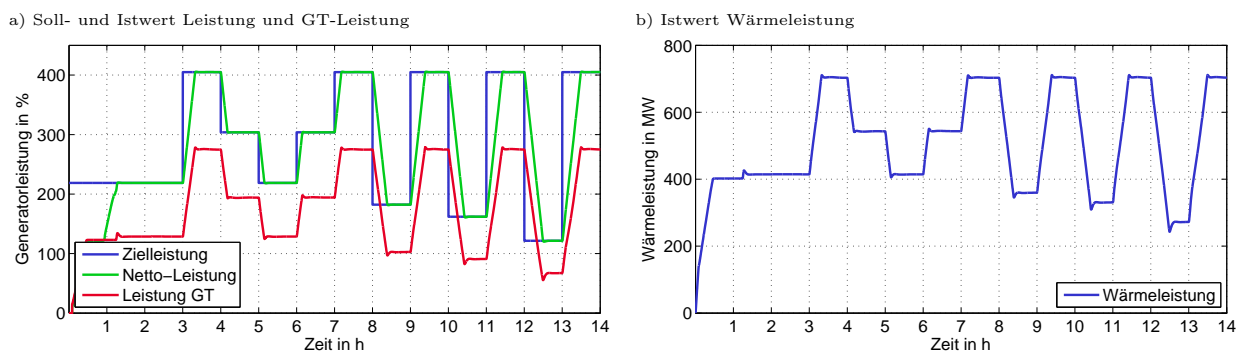 a) Soll- und Istwert Leistung und GT-Leistung
Generatorleistung in %
400
300
200
100
0
Zielleistung
Netto−Leistung
Leistung GT
1 2 3 4 5 6 7 8 9 10 11 12 13 14
Zeit in h
b) Istwert Wärmeleistung
Wärmeleistung in MW
800
600
400
200
0
Wärmeleistung
1 2 3 4 5 6 7 8 9 10 11 12 13 14
Zeit in h